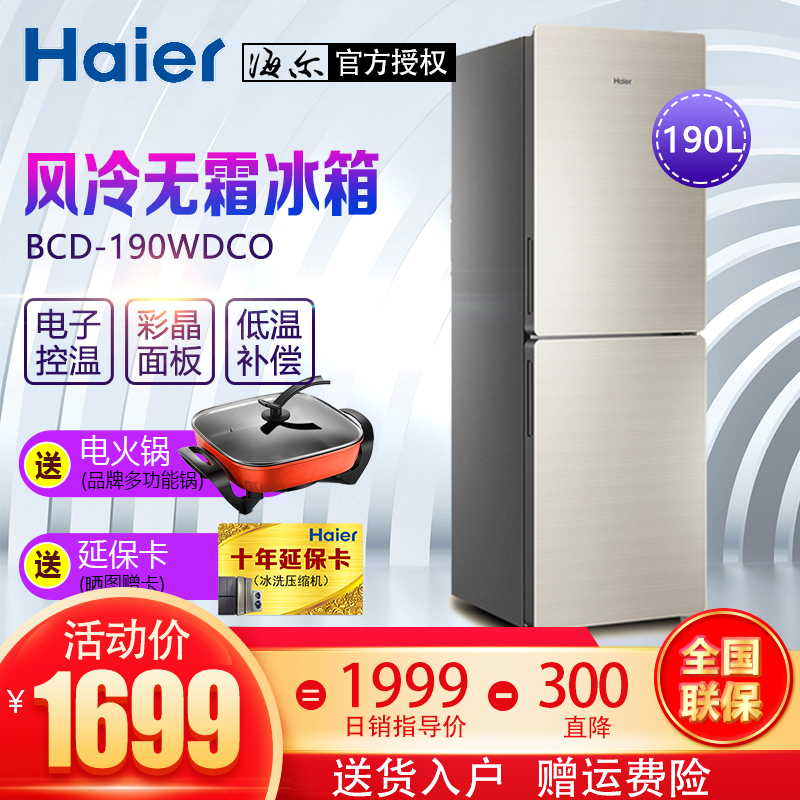 Haier 海尔 官方授权
Haier
190L
风冷无霜冰箱
BCD-190WDCO
电子控温
彩晶面板
低温补偿
送 电火锅
(品牌多功能锅)
送 延保卡
(晒图赠卡)
Haier
十年延保卡
(冰洗压缩机)
活动价
¥1699 = 1999 - 300
日销指导价 直降
全国联保
送货入户 赠运费险